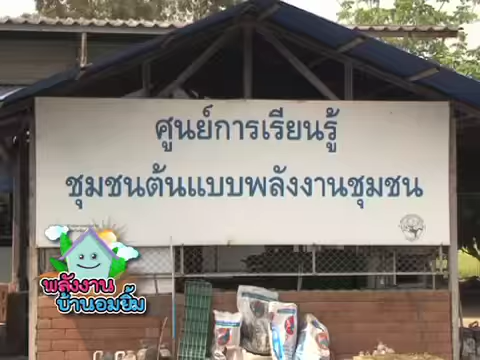 ศูนย์การเรียนรู้
ชุมชนต้นแบบพลังงานชุมชน
พลังงาน
บ้านอมยิ้ม